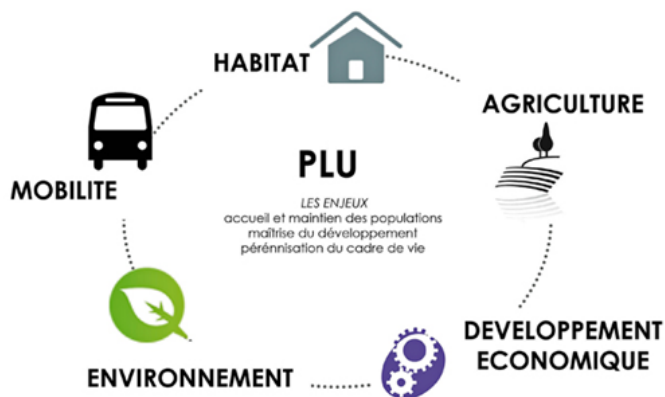 HABITAT
AGRICULTURE
PLU
MOBILITE
LES ENJEUX
accueil et maintien des populations
maîtrise du développement
pérénnisation du cadre de vie
DEVELOPPEMENT
ECONOMIQUE
ENVIRONNEMENT